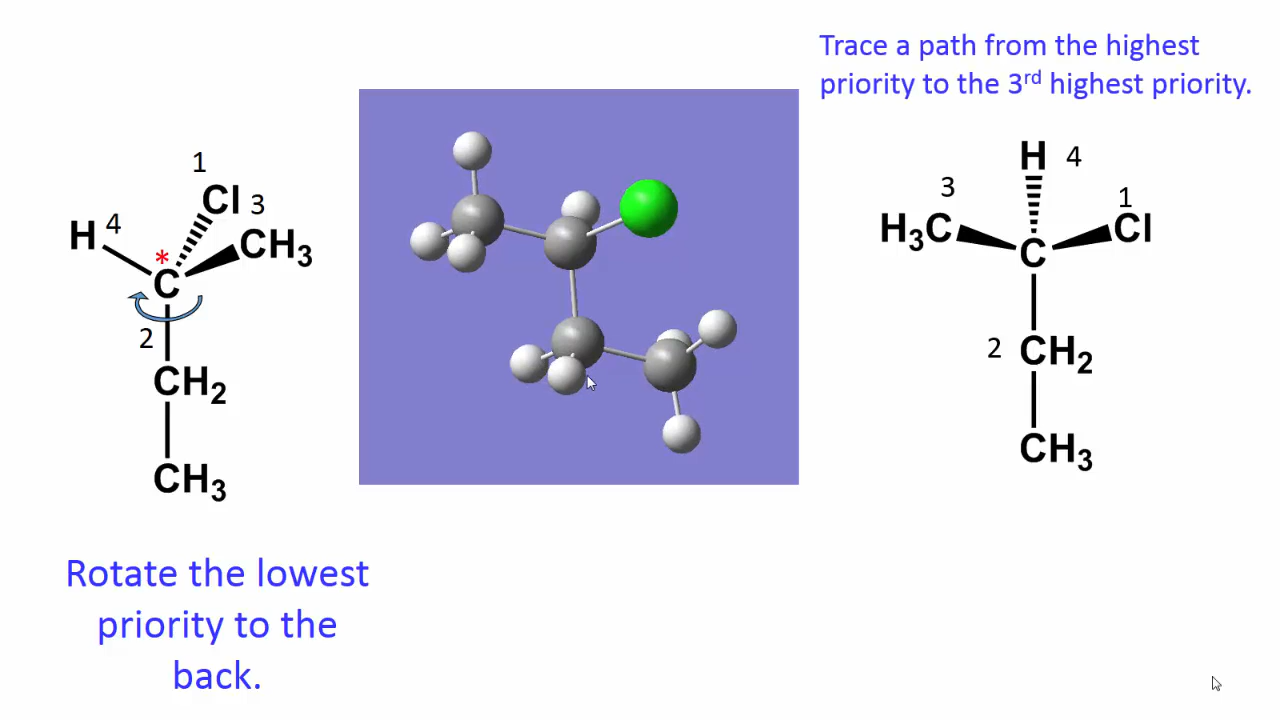 Trace a path from the highest
priority to the 3rd highest priority.
1
Cl 3
H 4
*
CH3
C
2
CH2
CH3
H 4
3
1
H3C
Cl
C
2 CH2
CH3
Rotate the lowest
priority to the
back.